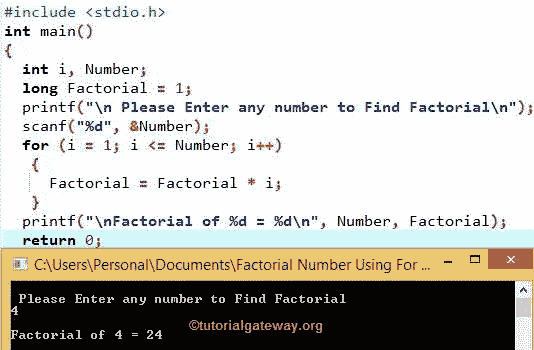 #include <stdio.h>
int main()
{
int i, Number;
long Factorial = 1;
printf("\n Please Enter any number to Find Factorial\n");
scanf("%d", &Number);
for (i = 1; i <= Number; i++)
{
Factorial = Factorial * i;
}
printf("\nFactorial of %d = %d\n", Number, Factorial);
return 0;
C:\Users\Personal\Documents\Factorial Number Using For ...
Please Enter any number to Find Factorial
4
©tutorialgateway.org
Factorial of 4 = 24